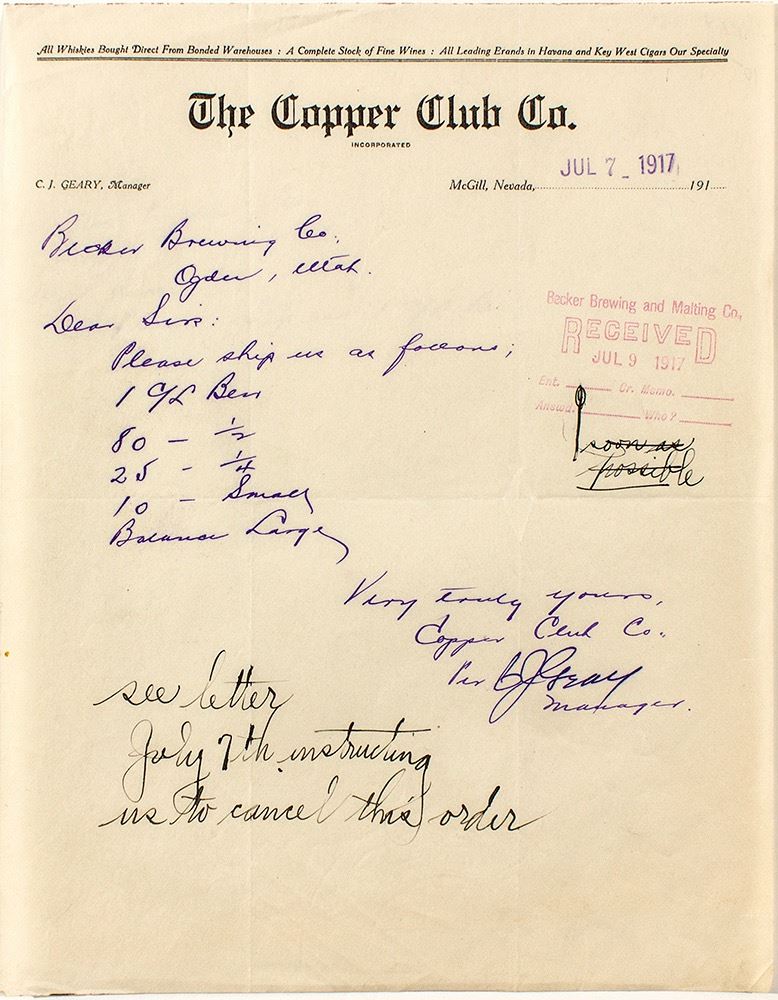 All Whiskies Bought Direct From Bonded Warehouses : A Complete Stock of Fine Wines : All Leading Brands in Havana and Key West Cigars Our Specialty
The Copper Club Co.
INCORPORATED
JUL 7_ 1917
C. J. GEARY, Manager
McGill, Nevada, 191
Becker Brewing Co.,
Ogden, Utah.
Dear Sirs:
Please ship us as follows;
1 C/L Beer
80 - 1/2
25 - 1/4
10 - Small
Balance Large
Becker Brewing and Malting Co.,
RECEIVED
JUL 9 1917
Ent. Cr. Memo.
Answd. Who?
soon as
possible
Very truly yours,
Copper Club Co.
Per C J Geary
Manager.
see letter
July 7th instructing
us to cancel this order